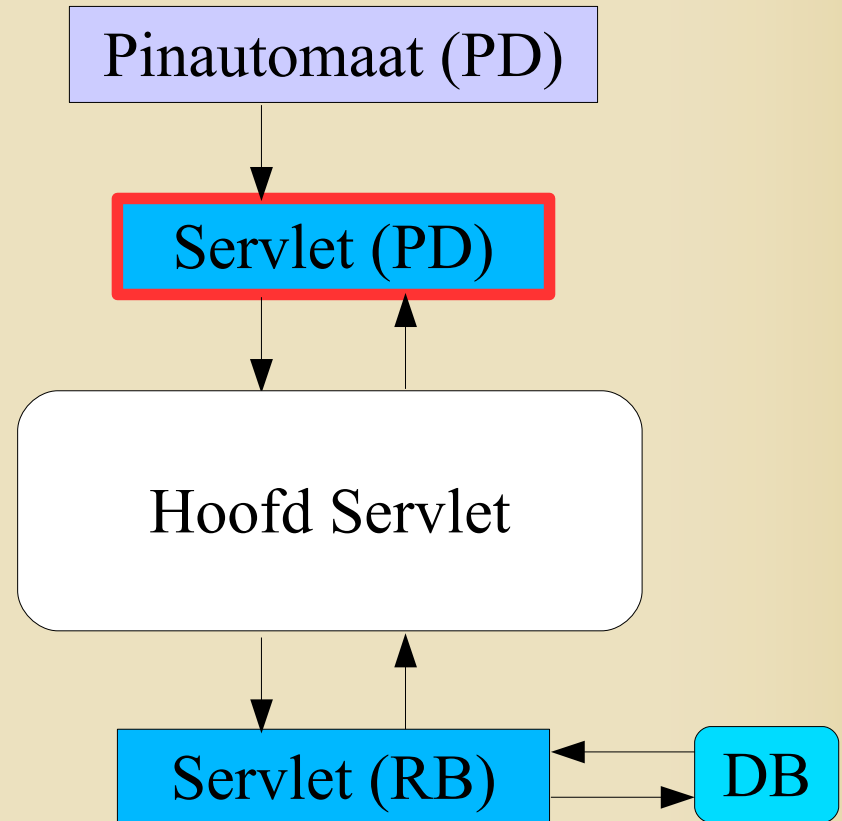 Pinautomaat (PD)
Servlet (PD)
Hoofd Servlet
Servlet (RB)
DB